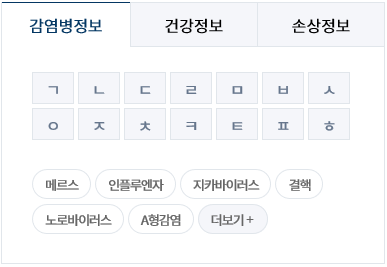 감염병정보 건강정보 손상정보
ㄱ ㄴ ㄷ ㄹ ㅁ ㅂ ㅅ
ㅇ ㅈ ㅊ ㅋ ㅌ ㅍ ㅎ
메르스 인플루엔자 지카바이러스 결핵
노로바이러스 A형감염 더보기 +